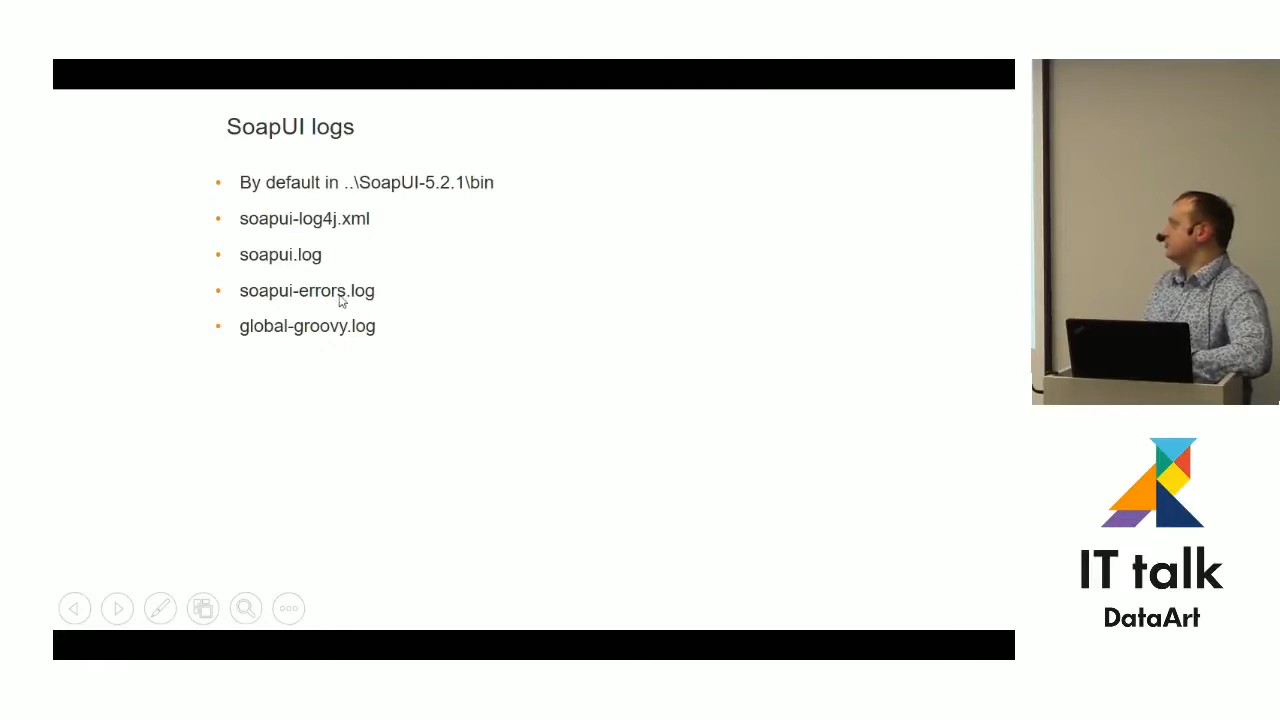 SoapUI logs
• By default in ..\SoapUI-5.2.1\bin
• soapui-log4j.xml
• soapui.log
• soapui-errors.log
• global-groovy.log
IT talk
DataArt